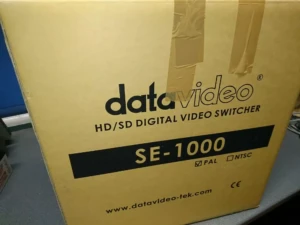 datavideo®
HD/SD DIGITAL VIDEO SWITCHER
SE-1000
☑PAL ☐NTSC
www.datavideo-tek.com CE